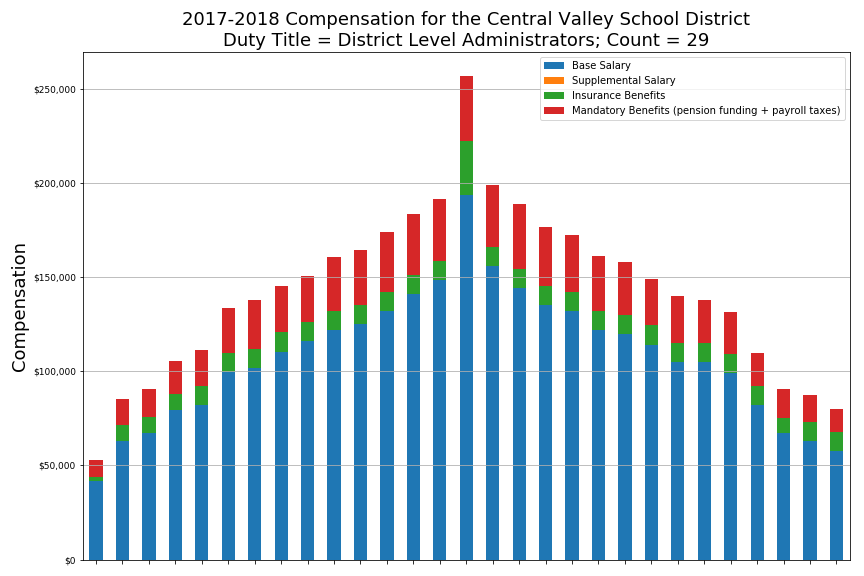 2017-2018 Compensation for the Central Valley School District
Duty Title = District Level Administrators; Count = 29
Base Salary
Supplemental Salary
Insurance Benefits
Mandatory Benefits (pension funding + payroll taxes)
$250,000
$200,000
$150,000
$100,000
$50,000
$0
Compensation